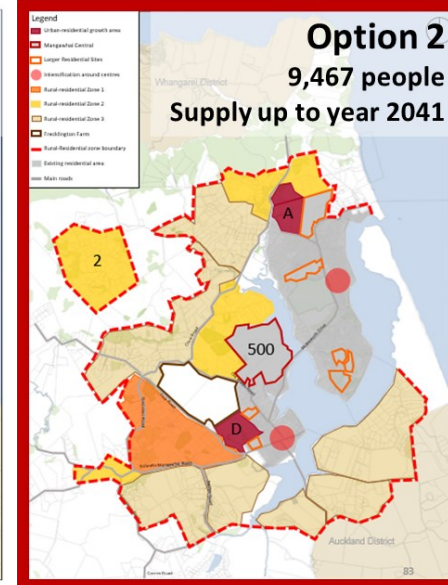 Legend
Urban-residential growth area
Mangawhai Central
Larger Residential Sites
Intensification around centres
Rural-residential Zone 1
Rural-residential Zone 2
Rural-residential Zone 3
Frecklington Farm
Rural-Residential zone boundary
Existing residential area
Main roads
Option 2
9,467 people
Supply up to year 2041
Whangarei District
A
2
500
D
Auckland District
83